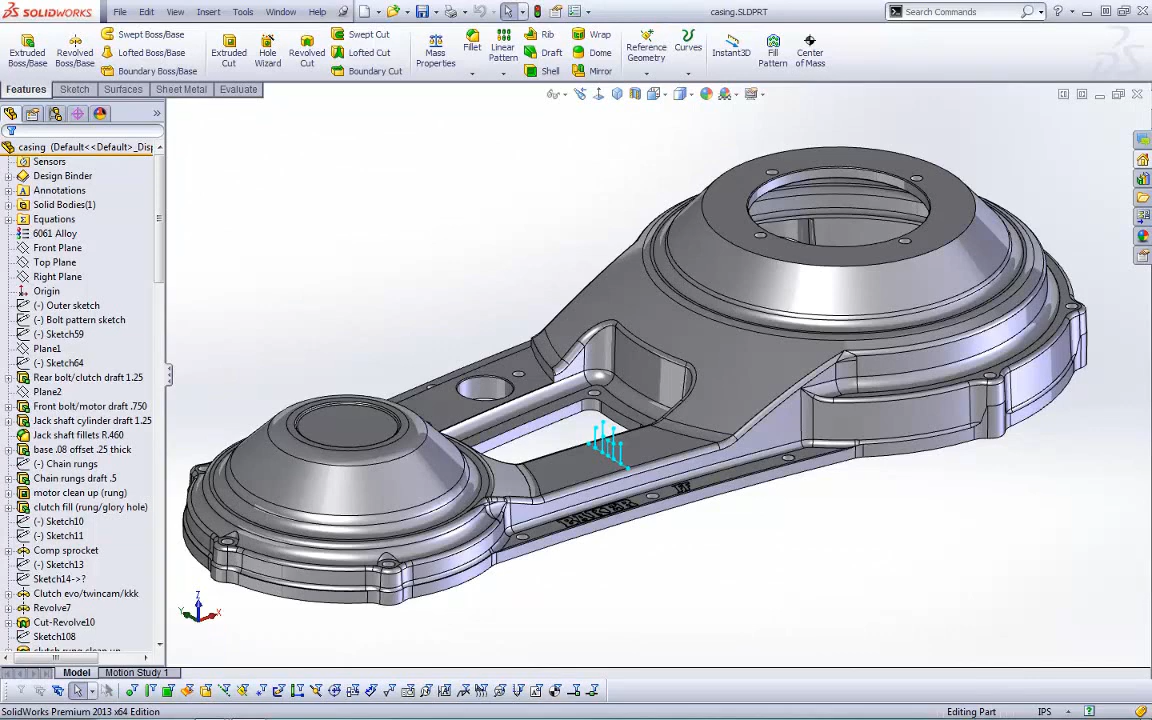 SOLIDWORKS File Edit View Insert Tools Window Help casing.SLDPRT Search Commands
Extruded Boss/Base
Revolved Boss/Base
Swept Boss/Base
Lofted Boss/Base
Boundary Boss/Base
Extruded Cut
Hole Wizard
Revolved Cut
Swept Cut
Lofted Cut
Boundary Cut
Mass Properties
Fillet
Linear Pattern
Rib
Draft
Shell
Wrap
Dome
Mirror
Reference Geometry
Curves
Instant3D
Fill Pattern
Center of Mass
Features Sketch Surfaces Sheet Metal Evaluate
casing (Default<<Default>_Disp
Sensors
Design Binder
Annotations
Solid Bodies(1)
Equations
6061 Alloy
Front Plane
Top Plane
Right Plane
Origin
(-) Outer sketch
(-) Bolt pattern sketch
(-) Sketch59
Plane1
(-) Sketch64
Rear bolt/clutch draft 1.25
Plane2
Front bolt/motor draft .750
Jack shaft cylinder draft 1.25
Jack shaft fillets R.460
base .08 offset .25 thick
(-) Chain rungs
Chain rungs draft .5
motor clean up (rung)
clutch fill (rung/glory hole)
(-) Sketch10
(-) Sketch11
Comp sprocket
(-) Sketch13
Sketch14->?
Clutch evo/twincam/kkk
Revolve7
Cut-Revolve10
Sketch108
clutch rung clean up
BAKER
Z
Y
X
Model Motion Study 1
SolidWorks Premium 2013 x64 Edition Editing Part IPS